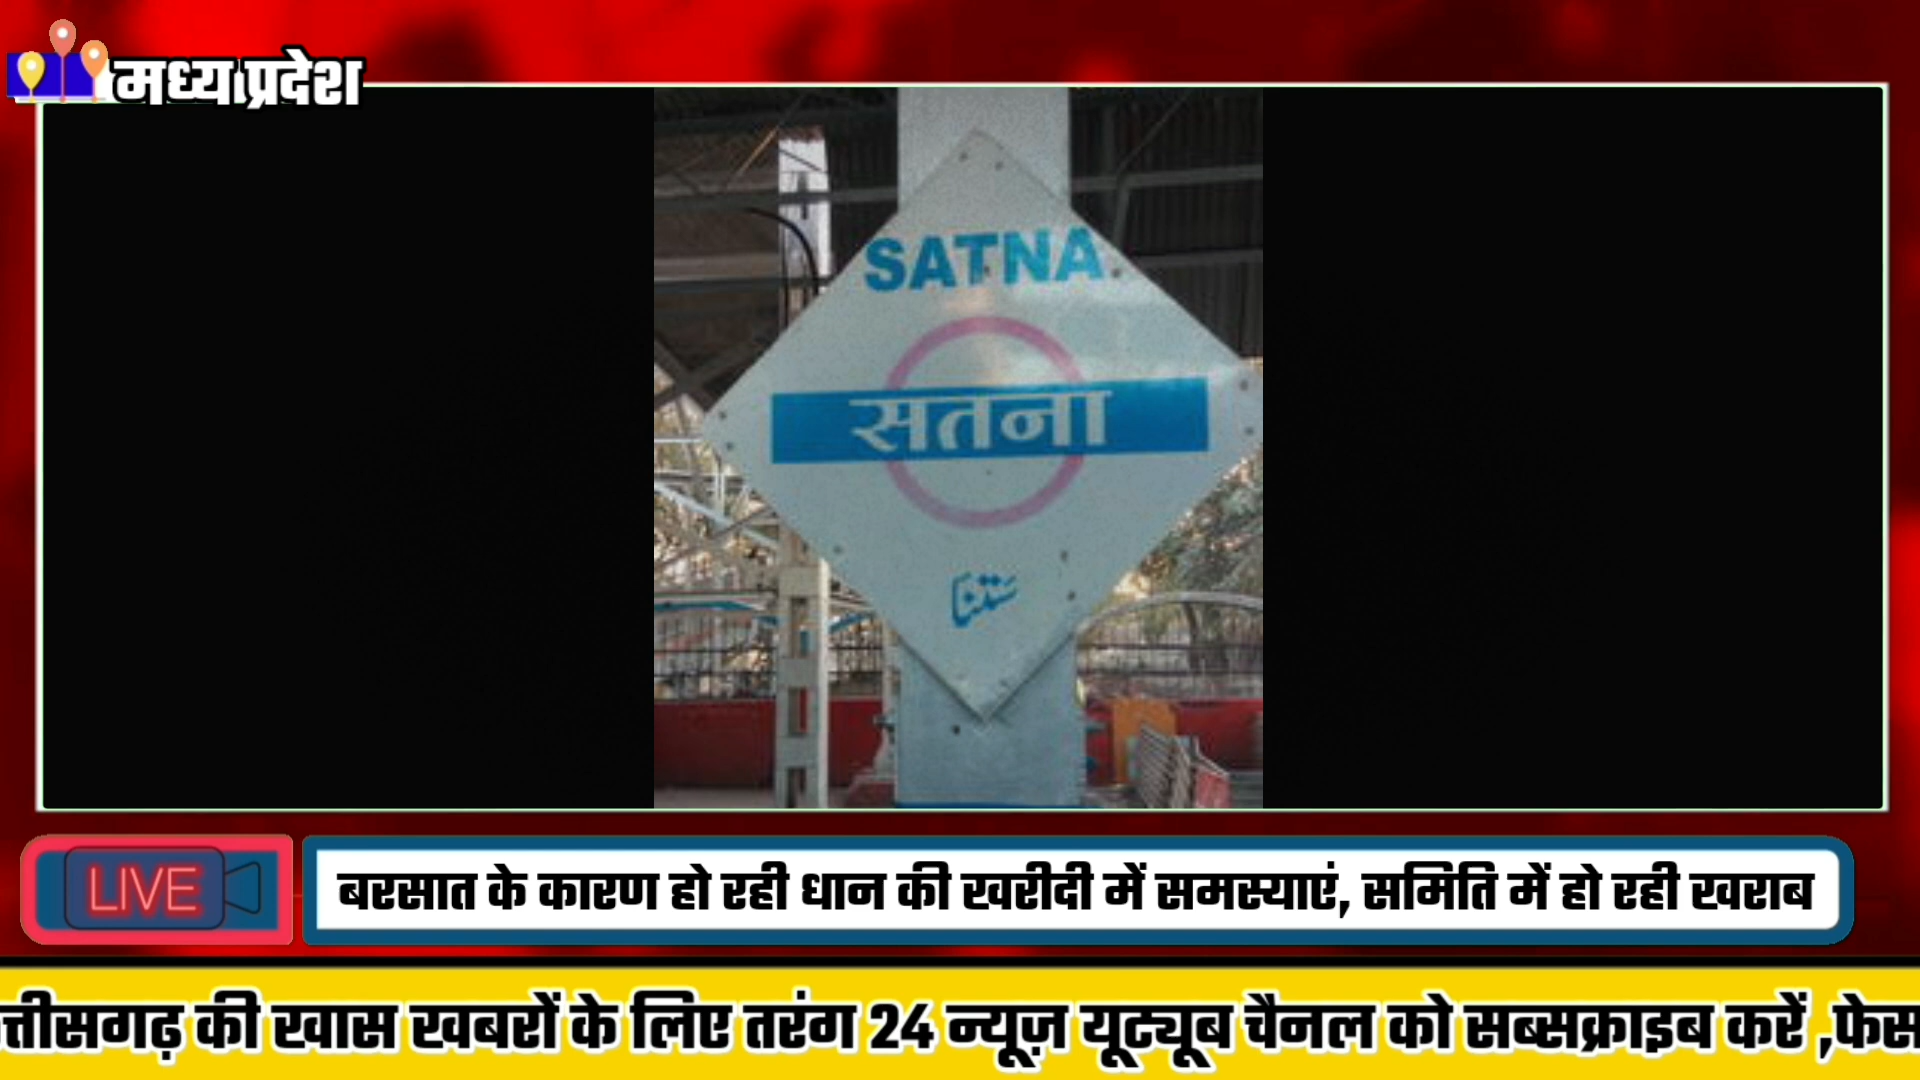 मध्य प्रदेश
SATNA
सतना
ستنا
LIVE
बरसात के कारण हो रही धान की खरीदी में समस्याएं, समिति में हो रही खराब
त्तीसगढ़ की खास खबरों के लिए तरंग 24 न्यूज़ यूट्यूब चैनल को सब्सक्राइब करें ,फेस